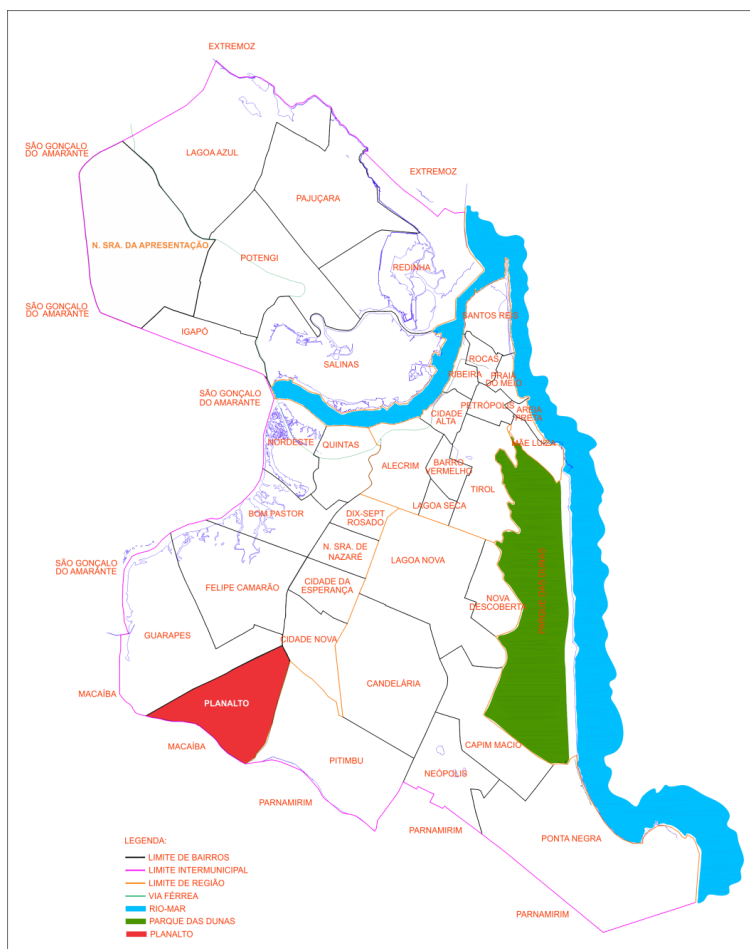 EXTREMOZ
SÃO GONÇALO
DO AMARANTE
LAGOA AZUL
EXTREMOZ
PAJUÇARA
N. SRA. DA APRESENTAÇÃO
POTENGI
REDINHA
SÃO GONÇALO
DO AMARANTE
IGAPÓ
SANTOS REIS
SALINAS
ROCAS
RIBEIRA
PRAIA
DO MEIO
SÃO GONÇALO
DO AMARANTE
PETRÓPOLIS
AREIA
PRETA
CIDADE
ALTA
NORDESTE
QUINTAS
MÃE LUIZA
ALECRIM
BARRO
VERMELHO
TIROL
LAGOA SECA
BOM PASTOR
DIX-SEPT
ROSADO
N. SRA. DE
NAZARÉ
LAGOA NOVA
SÃO GONÇALO
DO AMARANTE
FELIPE CAMARÃO
CIDADE DA
ESPERANÇA
NOVA
DESCOBERTA
PARQUE DAS DUNAS
GUARAPES
CIDADE NOVA
CANDELÁRIA
MACAÍBA
PLANALTO
MACAÍBA
CAPIM MACIO
PITIMBU
NEÓPOLIS
PARNAMIRIM
PARNAMIRIM
PONTA NEGRA
PARNAMIRIM
LEGENDA:
LIMITE DE BAIRROS
LIMITE INTERMUNICIPAL
LIMITE DE REGIÃO
VIA FÉRREA
RIO-MAR
PARQUE DAS DUNAS
PLANALTO